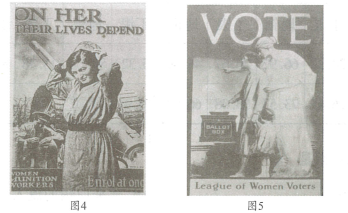 ON HER
THEIR LIVES DEPEND
WOMEN
MUNITION
WORKERS
Enrol at onc
VOTE
BALLOT
BOX
League of Women Voters
图4
图5